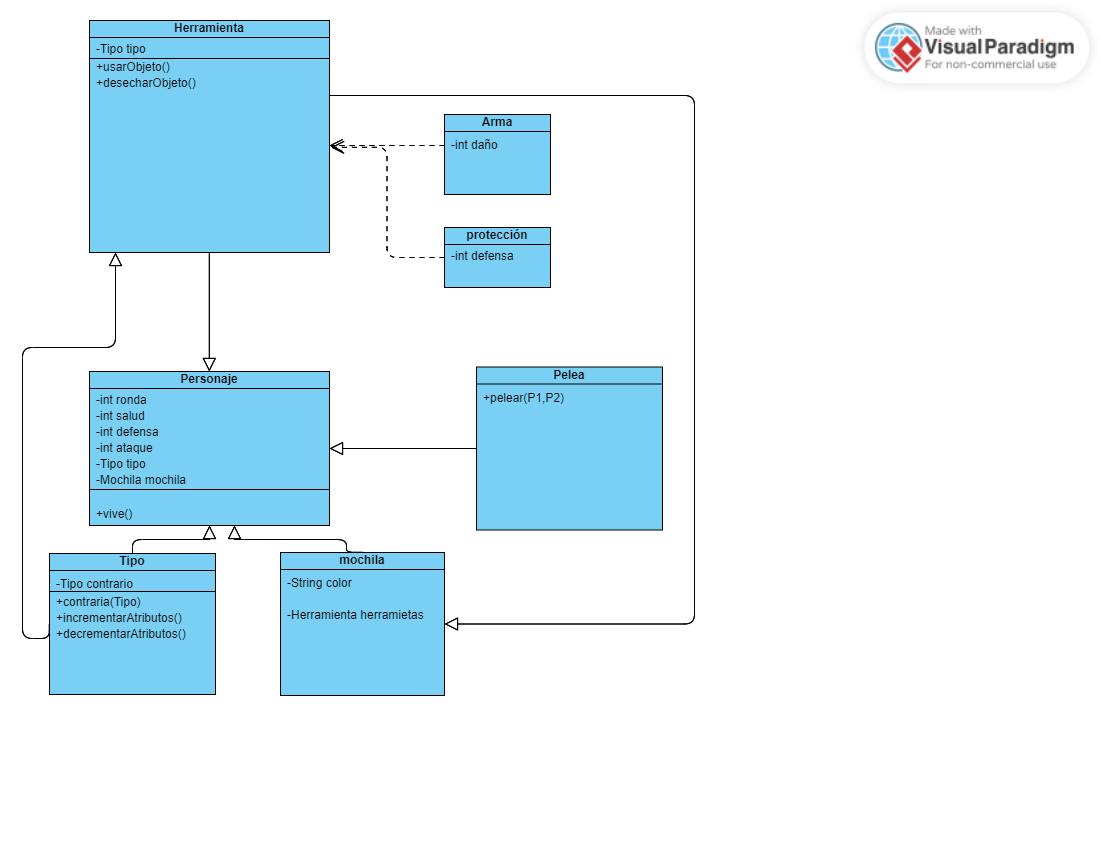 Herramienta
-Tipo tipo
+usarObjeto()
+desecharObjeto()
Made with
Visual Paradigm
For non-commercial use
Arma
-int daño
protección
-int defensa
Personaje
-int ronda
-int salud
-int defensa
-int ataque
-Tipo tipo
-Mochila mochila
+vive()
Pelea
+pelear(P1,P2)
Tipo
-Tipo contrario
+contraria(Tipo)
+incrementarAtributos()
+decrementarAtributos()
mochila
-String color
-Herramienta herramietas